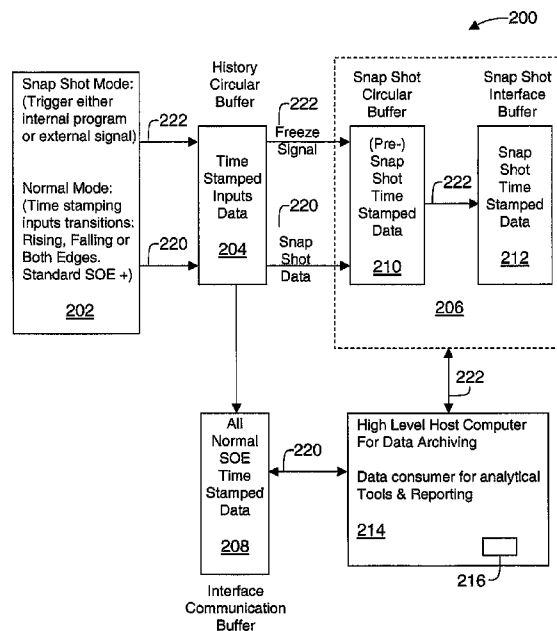 200
Snap Shot Mode:
(Trigger either
internal program
or external signal)
Normal Mode:
(Time stamping
inputs transitions:
Rising, Falling or
Both Edges.
Standard SOE +)
202
222
220
History
Circular
Buffer
Time
Stamped
Inputs
Data
204
222
Freeze
Signal
220
Snap
Shot
Data
Snap Shot
Circular
Buffer
(Pre-)
Snap
Shot
Time
Stamped
Data
210
222
Snap Shot
Interface
Buffer
Snap
Shot
Time
Stamped
Data
212
206
222
All
Normal
SOE
Time
Stamped
Data
208
Interface
Communication
Buffer
220
High Level Host Computer
For Data Archiving
Data consumer for analytical
Tools & Reporting
214
216